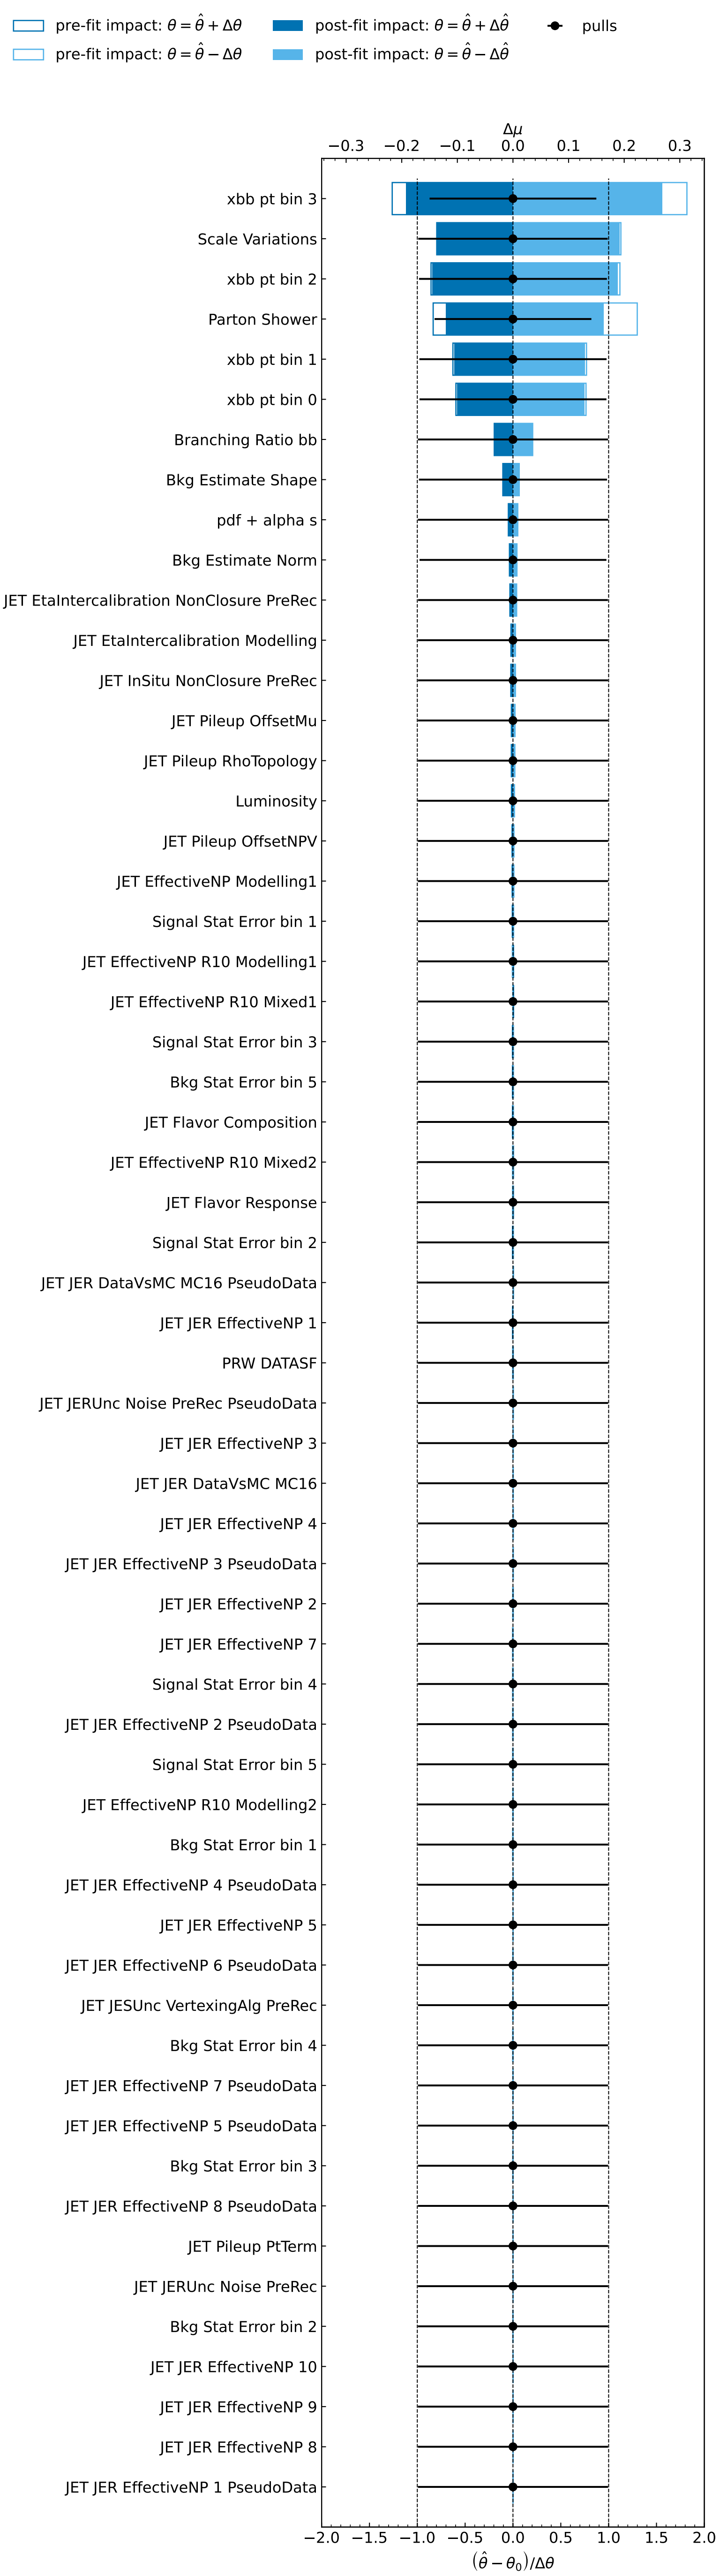 pre-fit impact: θ = θ̂ + Δθ
post-fit impact: θ = θ̂ + Δθ̂
pulls
pre-fit impact: θ = θ̂ − Δθ
post-fit impact: θ = θ̂ − Δθ̂
Δμ
−0.3 −0.2 −0.1 0.0 0.1 0.2 0.3
xbb pt bin 3
Scale Variations
xbb pt bin 2
Parton Shower
xbb pt bin 1
xbb pt bin 0
Branching Ratio bb
Bkg Estimate Shape
pdf + alpha s
Bkg Estimate Norm
JET EtaIntercalibration NonClosure PreRec
JET EtaIntercalibration Modelling
JET InSitu NonClosure PreRec
JET Pileup OffsetMu
JET Pileup RhoTopology
Luminosity
JET Pileup OffsetNPV
JET EffectiveNP Modelling1
Signal Stat Error bin 1
JET EffectiveNP R10 Modelling1
JET EffectiveNP R10 Mixed1
Signal Stat Error bin 3
Bkg Stat Error bin 5
JET Flavor Composition
JET EffectiveNP R10 Mixed2
JET Flavor Response
Signal Stat Error bin 2
JET JER DataVsMC MC16 PseudoData
JET JER EffectiveNP 1
PRW DATASF
JET JERUnc Noise PreRec PseudoData
JET JER EffectiveNP 3
JET JER DataVsMC MC16
JET JER EffectiveNP 4
JET JER EffectiveNP 3 PseudoData
JET JER EffectiveNP 2
JET JER EffectiveNP 7
Signal Stat Error bin 4
JET JER EffectiveNP 2 PseudoData
Signal Stat Error bin 5
JET EffectiveNP R10 Modelling2
Bkg Stat Error bin 1
JET JER EffectiveNP 4 PseudoData
JET JER EffectiveNP 5
JET JER EffectiveNP 6 PseudoData
JET JESUnc VertexingAlg PreRec
Bkg Stat Error bin 4
JET JER EffectiveNP 7 PseudoData
JET JER EffectiveNP 5 PseudoData
Bkg Stat Error bin 3
JET JER EffectiveNP 8 PseudoData
JET Pileup PtTerm
JET JERUnc Noise PreRec
Bkg Stat Error bin 2
JET JER EffectiveNP 10
JET JER EffectiveNP 9
JET JER EffectiveNP 8
JET JER EffectiveNP 1 PseudoData
−2.0 −1.5 −1.0 −0.5 0.0 0.5 1.0 1.5 2.0
(θ̂ − θ₀)/Δθ